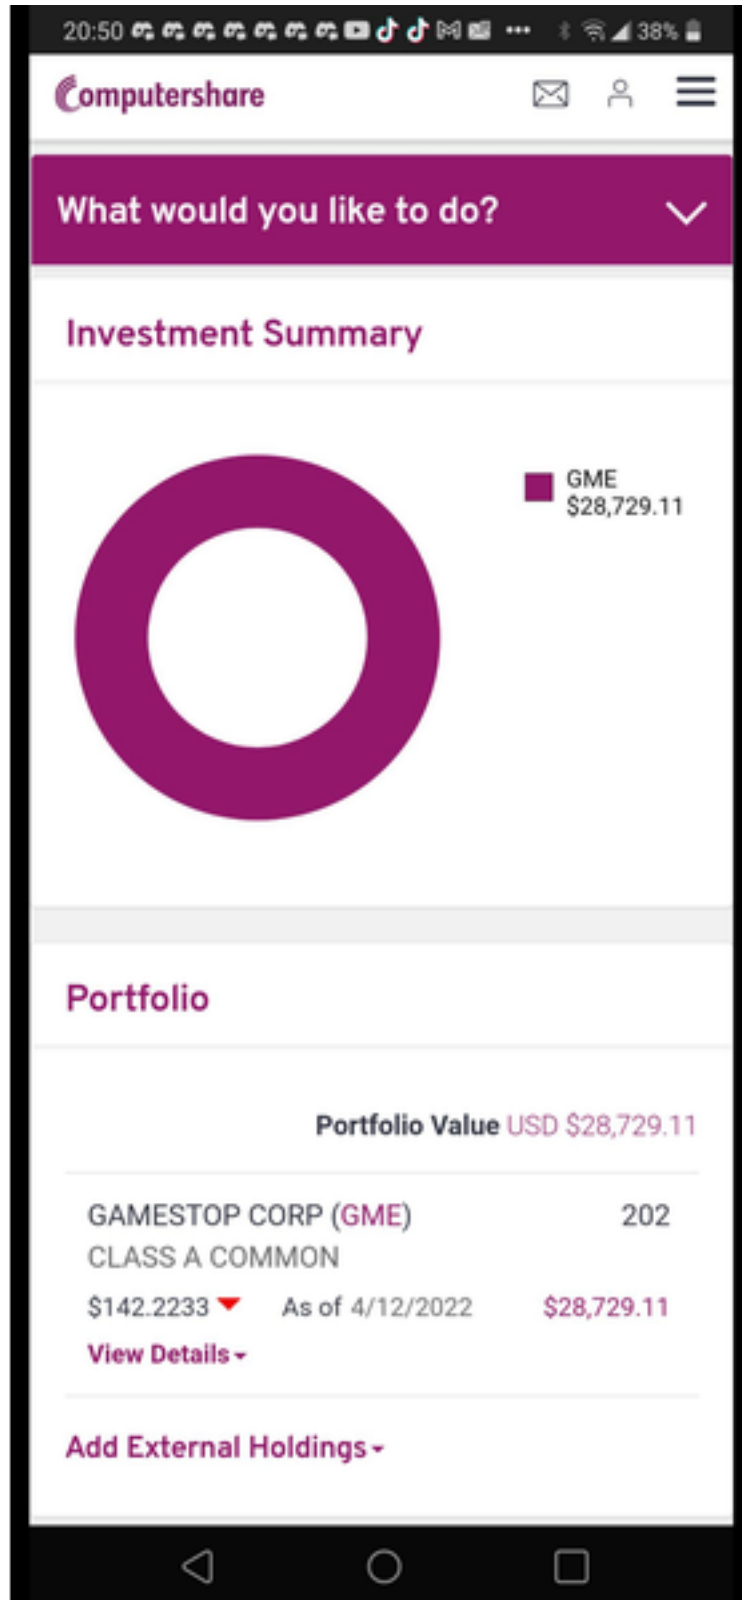 20:50 38%
Computershare
What would you like to do?
Investment Summary
GME
$28,729.11
Portfolio
Portfolio Value USD $28,729.11
GAMESTOP CORP (GME) 202
CLASS A COMMON
$142.2233 As of 4/12/2022 $28,729.11
View Details
Add External Holdings